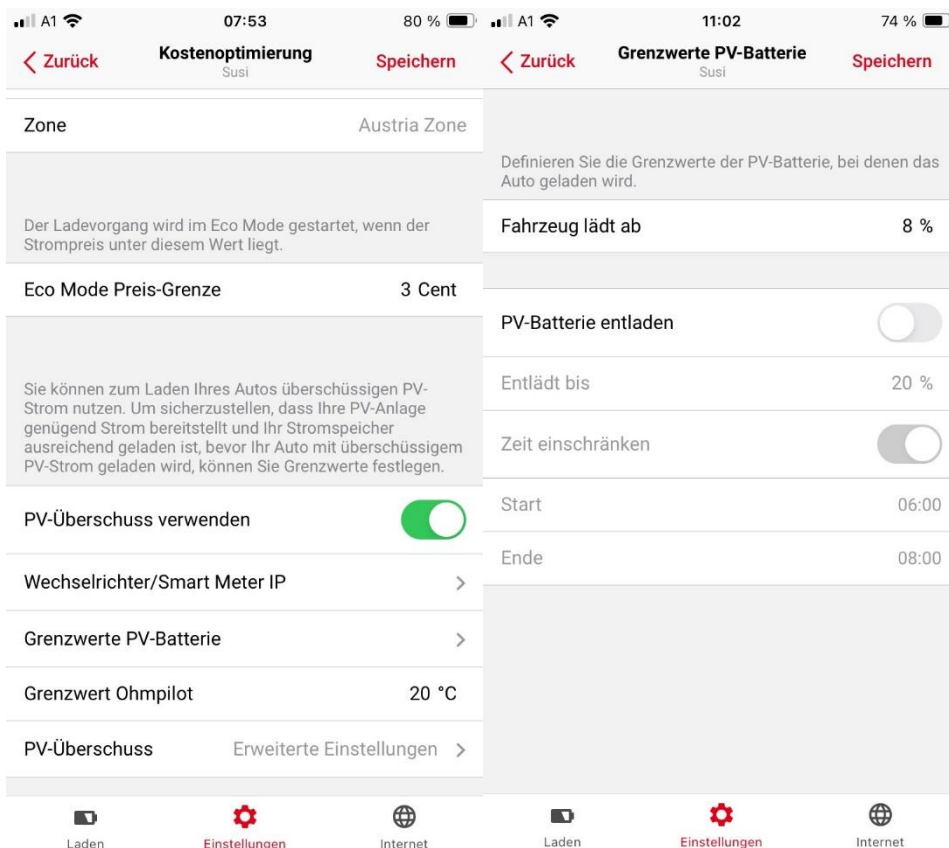 A1 07:53 80 %
Zurück Kostenoptimierung Speichern
Susi
Zone Austria Zone
Der Ladevorgang wird im Eco Mode gestartet, wenn der
Strompreis unter diesem Wert liegt.
Eco Mode Preis-Grenze 3 Cent
Sie können zum Laden Ihres Autos überschüssigen PV-
Strom nutzen. Um sicherzustellen, dass Ihre PV-Anlage
genügend Strom bereitstellt und Ihr Stromspeicher
ausreichend geladen ist, bevor Ihr Auto mit überschüssigem
PV-Strom geladen wird, können Sie Grenzwerte festlegen.
PV-Überschuss verwenden
Wechselrichter/Smart Meter IP
Grenzwerte PV-Batterie
Grenzwert Ohmpilot 20 °C
PV-Überschuss Erweiterte Einstellungen
Laden Einstellungen Internet
A1 11:02 74 %
Zurück Grenzwerte PV-Batterie Speichern
Susi
Definieren Sie die Grenzwerte der PV-Batterie, bei denen das
Auto geladen wird.
Fahrzeug lädt ab 8 %
PV-Batterie entladen
Entlädt bis 20 %
Zeit einschränken
Start 06:00
Ende 08:00
Laden Einstellungen Internet